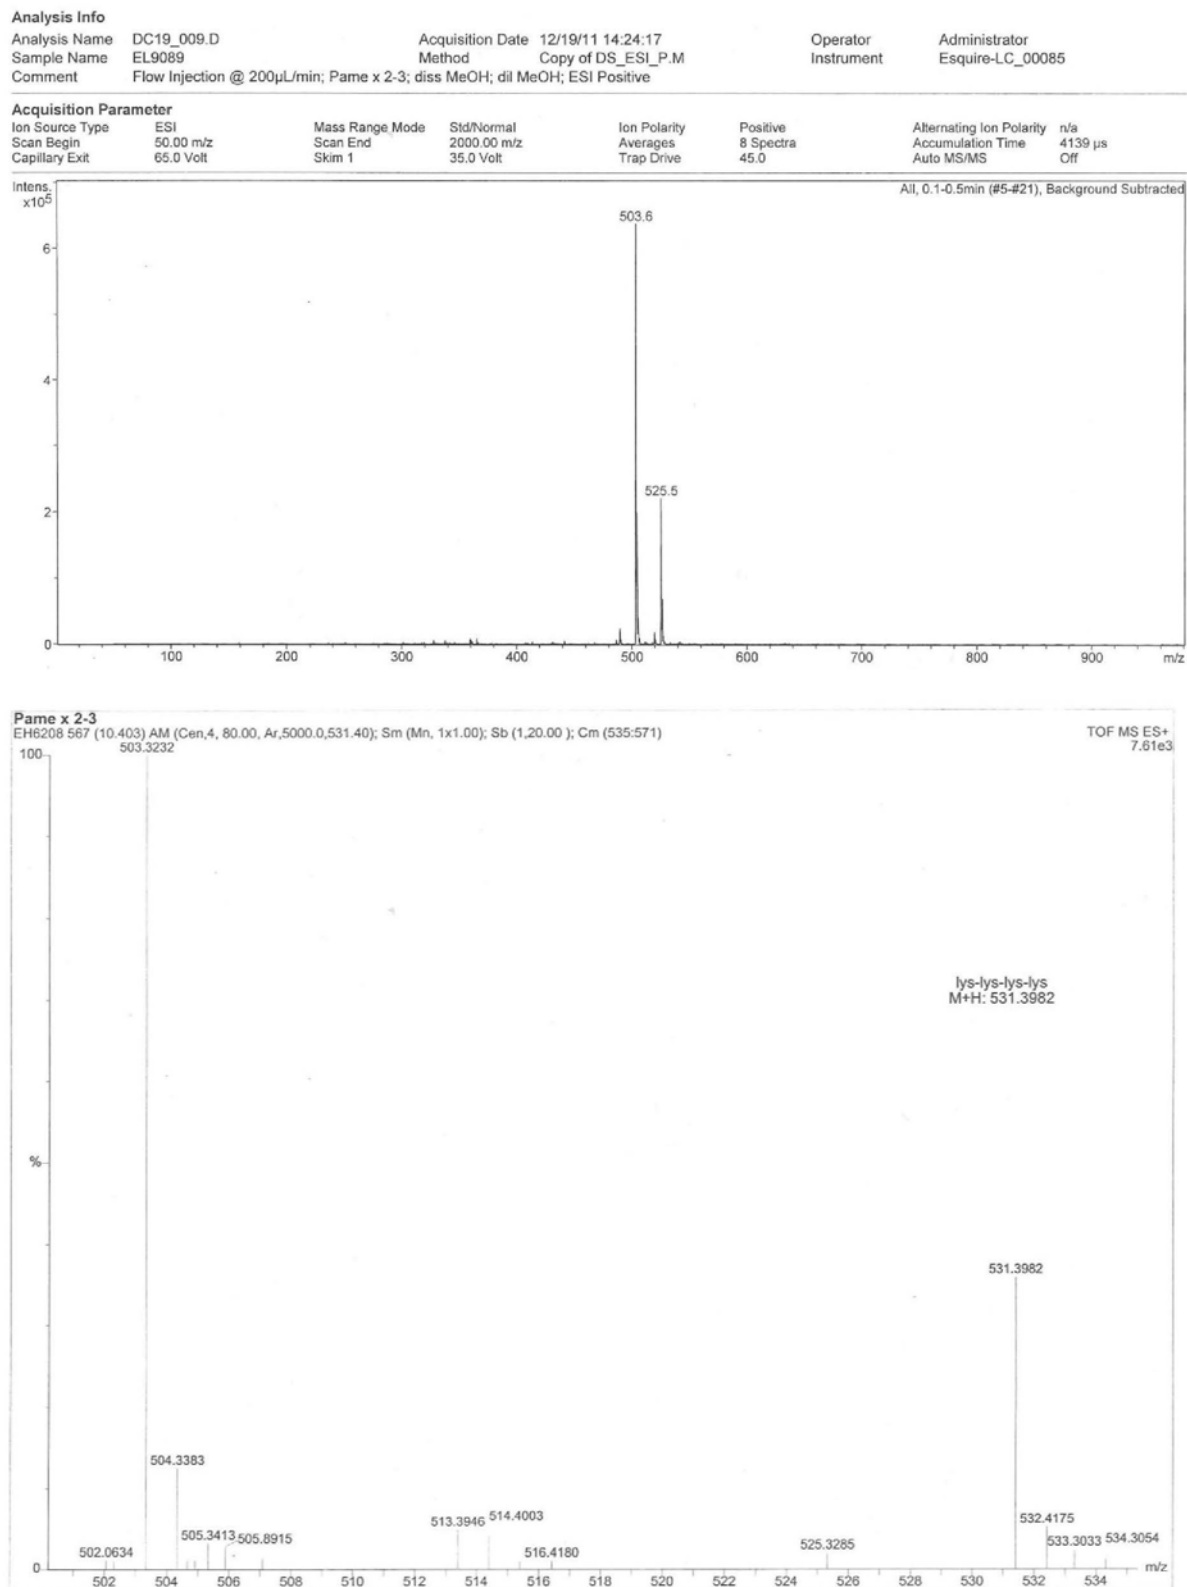 Analysis Info
Analysis Name DC19_009.D Acquisition Date 12/19/11 14:24:17 Operator Administrator
Sample Name EL9089 Method Copy of DS_ESI_P.M Instrument Esquire-LC_00085
Comment Flow Injection @ 200µL/min; Pame x 2-3; diss MeOH; dil MeOH; ESI Positive
Acquisition Parameter
Ion Source Type ESI Mass Range Mode Std/Normal Ion Polarity Positive Alternating Ion Polarity n/a
Scan Begin 50.00 m/z Scan End 2000.00 m/z Averages 8 Spectra Accumulation Time 4139 µs
Capillary Exit 65.0 Volt Skim 1 35.0 Volt Trap Drive 45.0 Auto MS/MS Off
Intens. All, 0.1-0.5min (#5-#21), Background Subtracted
x10⁵
503.6
6
4
525.5
2
0
100 200 300 400 500 600 700 800 900 m/z
Pame x 2-3
EH6208 567 (10.403) AM (Cen,4, 80.00, Ar,5000.0,531.40); Sm (Mn, 1x1.00); Sb (1,20.00 ); Cm (535:571) TOF MS ES+
503.3232 7.61e3
100
lys-lys-lys-lys
M+H: 531.3982
%
531.3982
504.3383
513.3946 514.4003 532.4175
505.3413 505.8915 525.3285 533.3033 534.3054
502.0634 516.4180
0
502 504 506 508 510 512 514 516 518 520 522 524 526 528 530 532 534 m/z